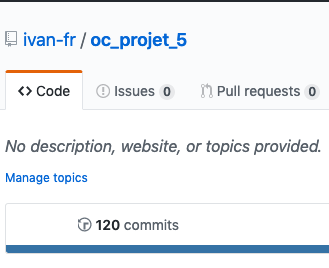 ivan-fr / oc_projet_5
Code Issues 0 Pull requests 0
No description, website, or topics provided.
Manage topics
120 commits